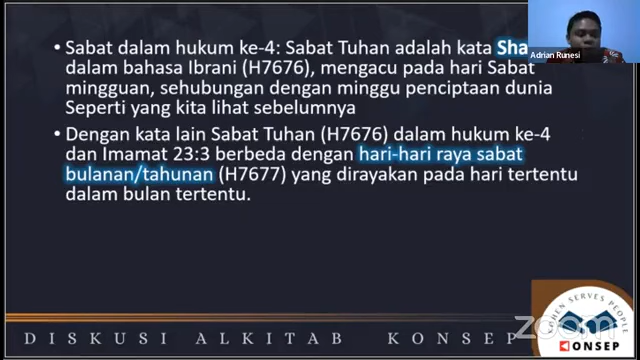 • Sabat dalam hukum ke-4: Sabat Tuhan adalah kata Sha
dalam bahasa Ibrani (H7676), mengacu pada hari Sabat
mingguan, sehubungan dengan minggu penciptaan dunia
Seperti yang kita lihat sebelumnya
• Dengan kata lain Sabat Tuhan (H7676) dalam hukum ke-4
dan Imamat 23:3 berbeda dengan hari-hari raya sabat
bulanan/tahunan (H7677) yang dirayakan pada hari tertentu
dalam bulan tertentu.
Adrian Runesi
DISKUSI ALKITAB KONSEP
HEN SERVES PEOPLE
zoom
KONSEP